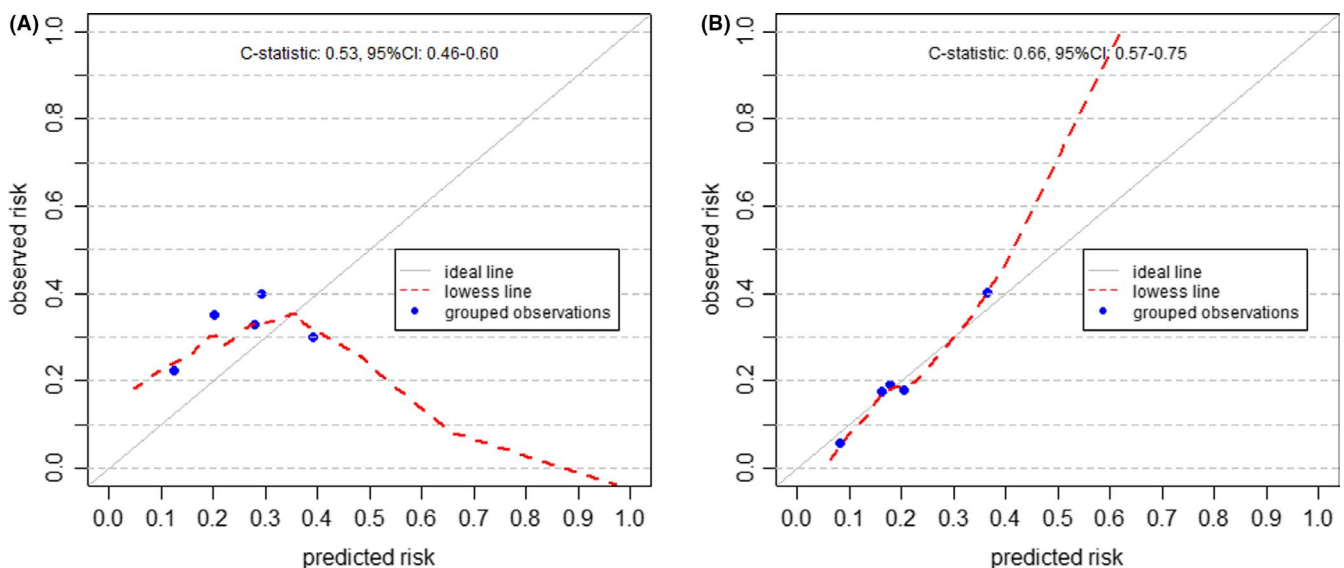 (A)
C-statistic: 0.53, 95%CI: 0.46-0.60
observed risk
0.0 0.2 0.4 0.6 0.8 1.0
ideal line
lowess line
grouped observations
0.0 0.1 0.2 0.3 0.4 0.5 0.6 0.7 0.8 0.9 1.0
predicted risk
(B)
C-statistic: 0.66, 95%CI: 0.57-0.75
observed risk
0.0 0.2 0.4 0.6 0.8 1.0
ideal line
lowess line
grouped observations
0.0 0.1 0.2 0.3 0.4 0.5 0.6 0.7 0.8 0.9 1.0
predicted risk